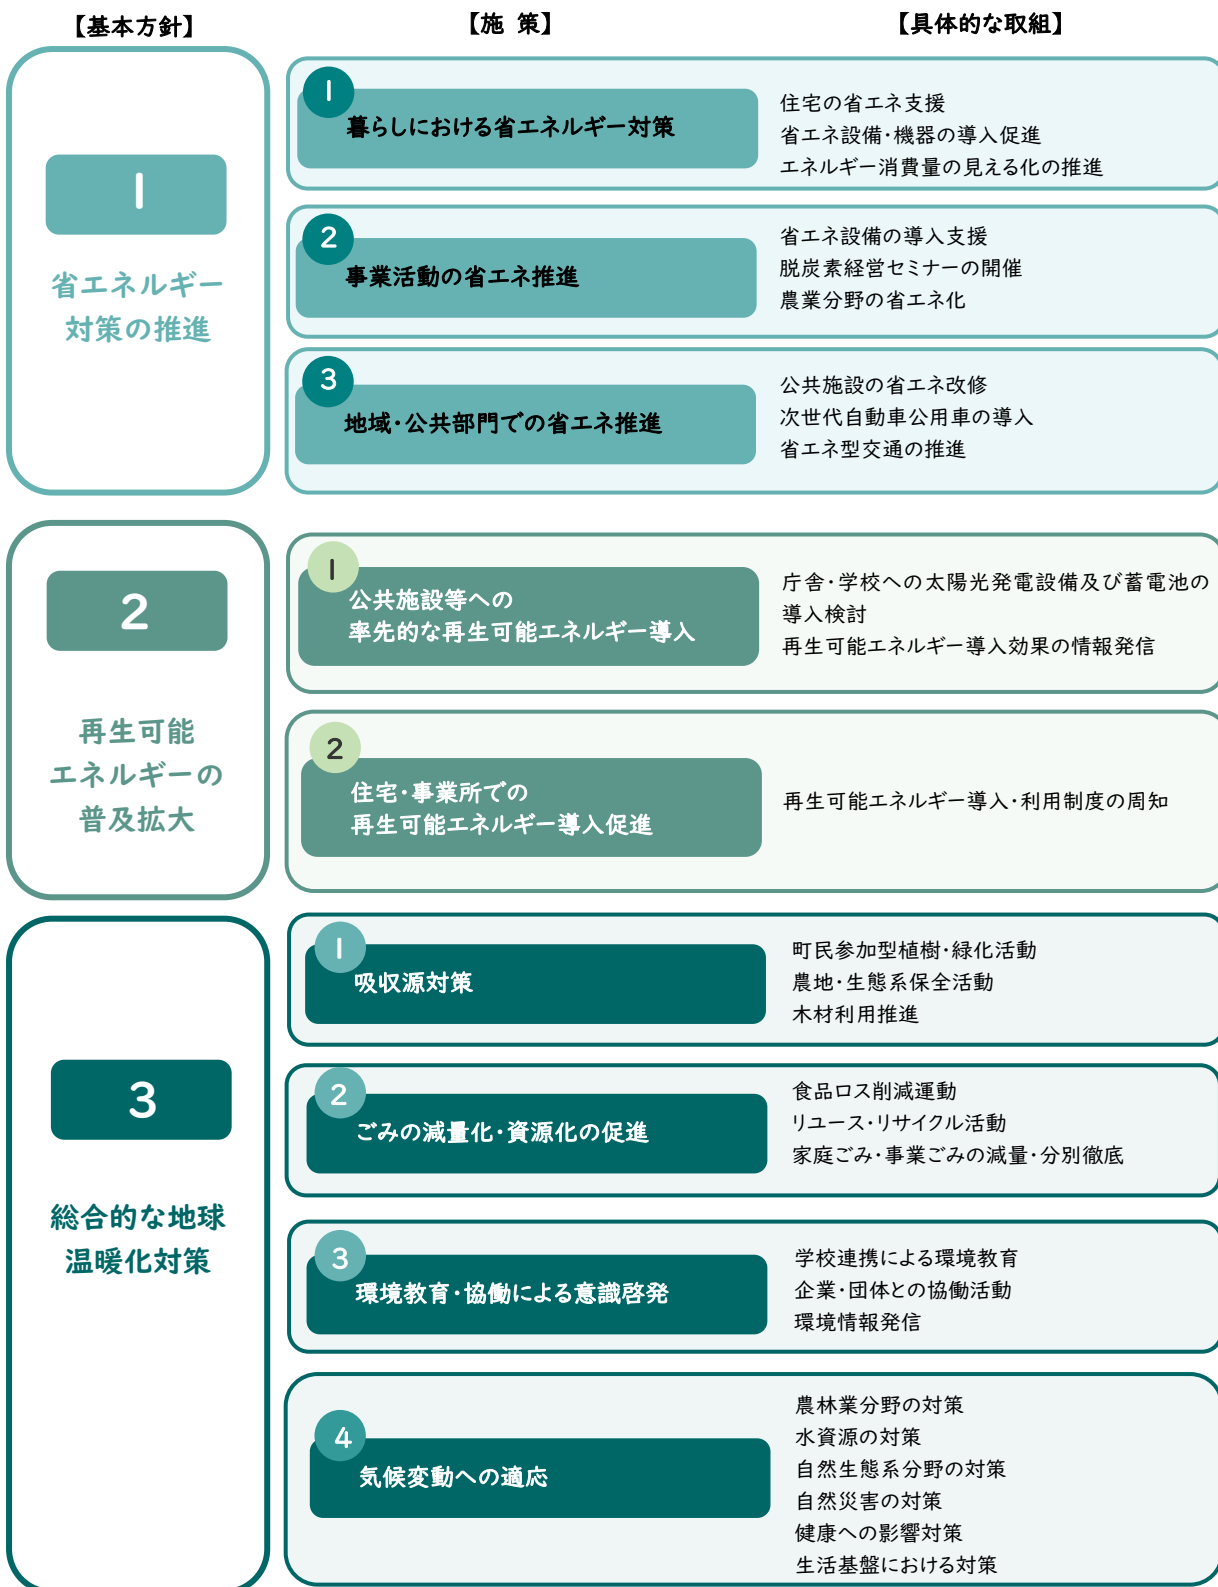 【基本方針】
【施 策】
【具体的な取組】
1
省エネルギー
対策の推進
1
暮らしにおける省エネルギー対策
住宅の省エネ支援
省エネ設備・機器の導入促進
エネルギー消費量の見える化の推進
2
事業活動の省エネ推進
省エネ設備の導入支援
脱炭素経営セミナーの開催
農業分野の省エネ化
3
地域・公共部門での省エネ推進
公共施設の省エネ改修
次世代自動車公用車の導入
省エネ型交通の推進
2
再生可能
エネルギーの
普及拡大
1
公共施設等への
率先的な再生可能エネルギー導入
庁舎・学校への太陽光発電設備及び蓄電池の
導入検討
再生可能エネルギー導入効果の情報発信
2
住宅・事業所での
再生可能エネルギー導入促進
再生可能エネルギー導入・利用制度の周知
3
総合的な地球
温暖化対策
1
吸収源対策
町民参加型植樹・緑化活動
農地・生態系保全活動
木材利用推進
2
ごみの減量化・資源化の促進
食品ロス削減運動
リユース・リサイクル活動
家庭ごみ・事業ごみの減量・分別徹底
3
環境教育・協働による意識啓発
学校連携による環境教育
企業・団体との協働活動
環境情報発信
4
気候変動への適応
農林業分野の対策
水資源の対策
自然生態系分野の対策
自然災害の対策
健康への影響対策
生活基盤における対策